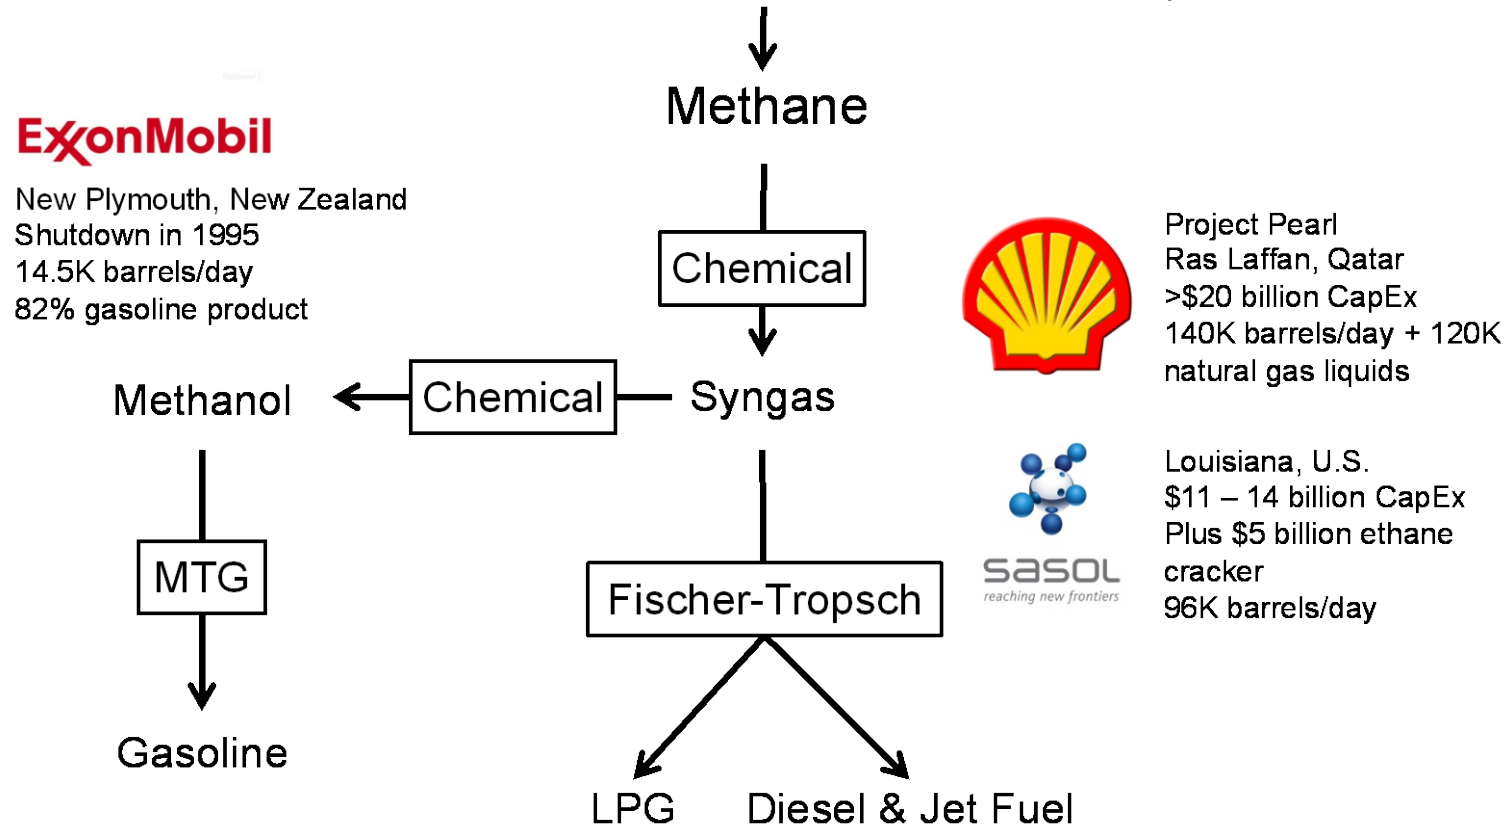 Methane
ExxonMobil
New Plymouth, New Zealand
Shutdown in 1995
14.5K barrels/day
82% gasoline product
Chemical
Project Pearl
Ras Laffan, Qatar
>$20 billion CapEx
140K barrels/day + 120K
natural gas liquids
Methanol
Chemical
Syngas
Louisiana, U.S.
$11 – 14 billion CapEx
Plus $5 billion ethane
cracker
96K barrels/day
sasol
reaching new frontiers
MTG
Fischer-Tropsch
Gasoline
LPG
Diesel & Jet Fuel